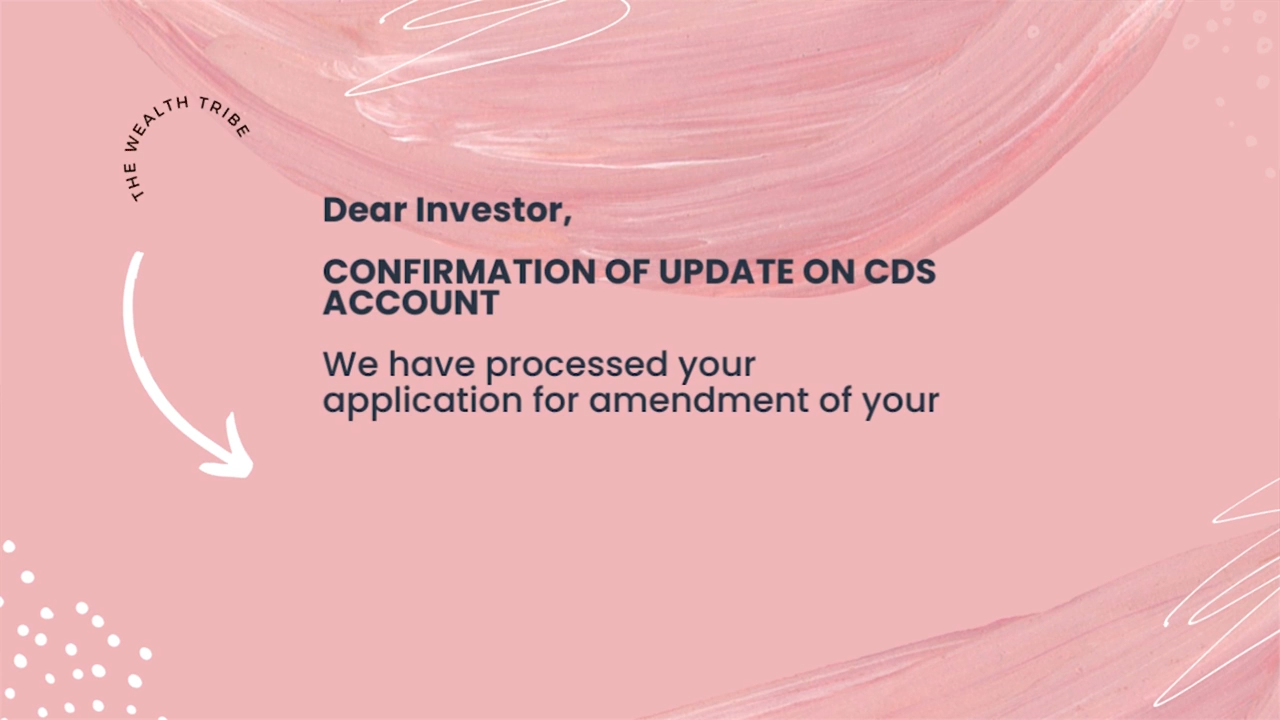 THE WEALTH TRIBE
Dear Investor,
CONFIRMATION OF UPDATE ON CDS
ACCOUNT
We have processed your
application for amendment of your